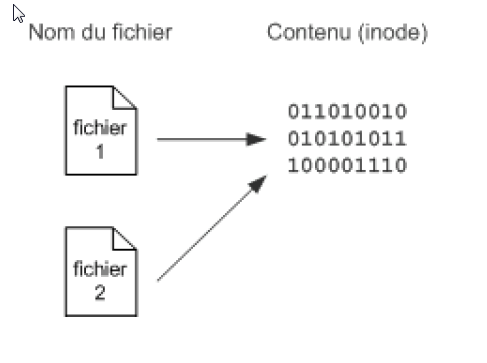 Nom du fichier
Contenu (inode)
fichier
1
011010010
010101011
100001110
fichier
2